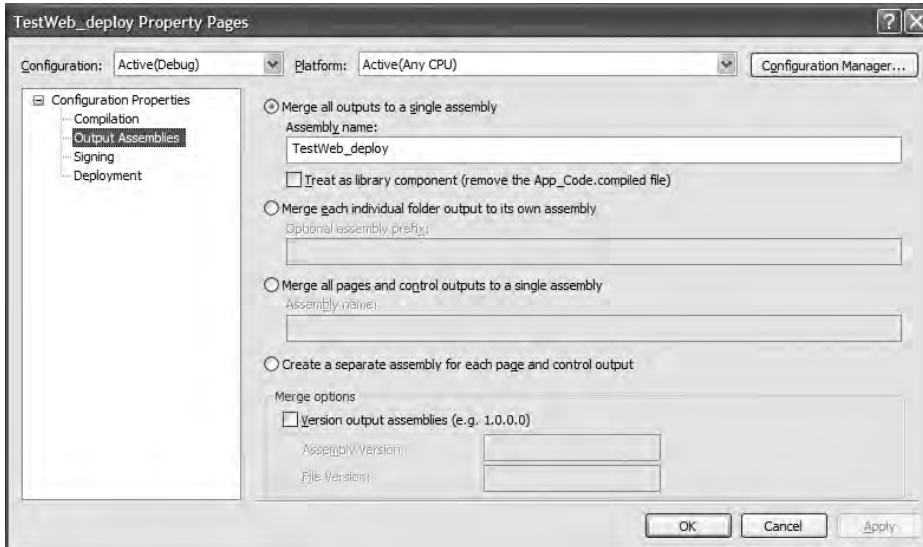 TestWeb_deploy Property Pages
Configuration: Active(Debug) Platform: Active(Any CPU) Configuration Manager...
Configuration Properties
Compilation
Output Assemblies
Signing
Deployment
Merge all outputs to a single assembly
Assembly name:
TestWeb_deploy
Treat as library component (remove the App_Code.compiled file)
Merge each individual folder output to its own assembly
Optional assembly prefix:
Merge all pages and control outputs to a single assembly
Assembly name:
Create a separate assembly for each page and control output
Merge options
Version output assemblies (e.g. 1.0.0.0)
Assembly Version:
File Version:
OK Cancel Apply